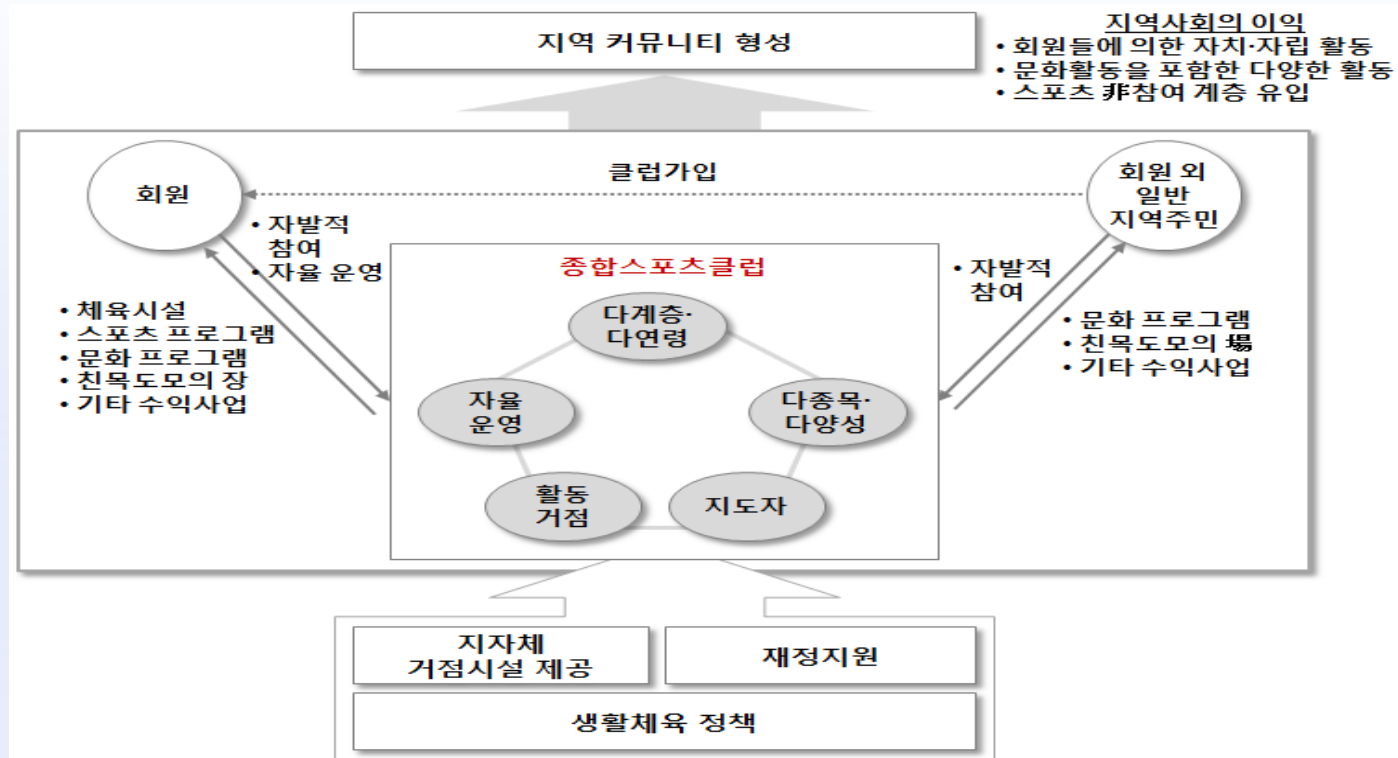 지역 커뮤니티 형성
지역사회의 이익
• 회원들에 의한 자치·자립 활동
• 문화활동을 포함한 다양한 활동
• 스포츠 非참여 계층 유입
회원
클럽가입
회원 외
일반
지역주민
• 자발적
참여
• 자율 운영
• 체육시설
• 스포츠 프로그램
• 문화 프로그램
• 친목도모의 장
• 기타 수익사업
종합스포츠클럽
다계층·
다연령
자율
운영
다종목·
다양성
활동
거점
지도자
• 자발적
참여
• 문화 프로그램
• 친목도모의 場
• 기타 수익사업
지자체
거점시설 제공
재정지원
생활체육 정책